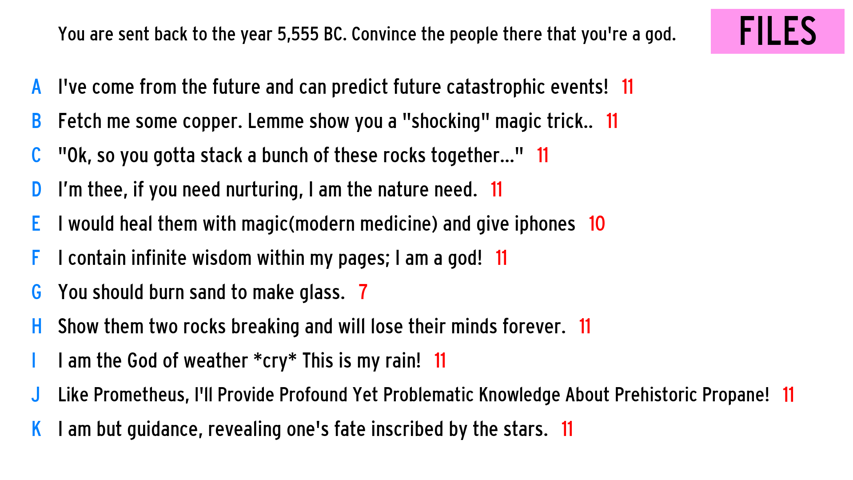 You are sent back to the year 5,555 BC. Convince the people there that you're a god.
FILES
A I've come from the future and can predict future catastrophic events! 11
B Fetch me some copper. Lemme show you a "shocking" magic trick.. 11
C "Ok, so you gotta stack a bunch of these rocks together..." 11
D I'm thee, if you need nurturing, I am the nature need. 11
E I would heal them with magic(modern medicine) and give iphones 10
F I contain infinite wisdom within my pages; I am a god! 11
G You should burn sand to make glass. 7
H Show them two rocks breaking and will lose their minds forever. 11
I I am the God of weather *cry* This is my rain! 11
J Like Prometheus, I'll Provide Profound Yet Problematic Knowledge About Prehistoric Propane! 11
K I am but guidance, revealing one's fate inscribed by the stars. 11